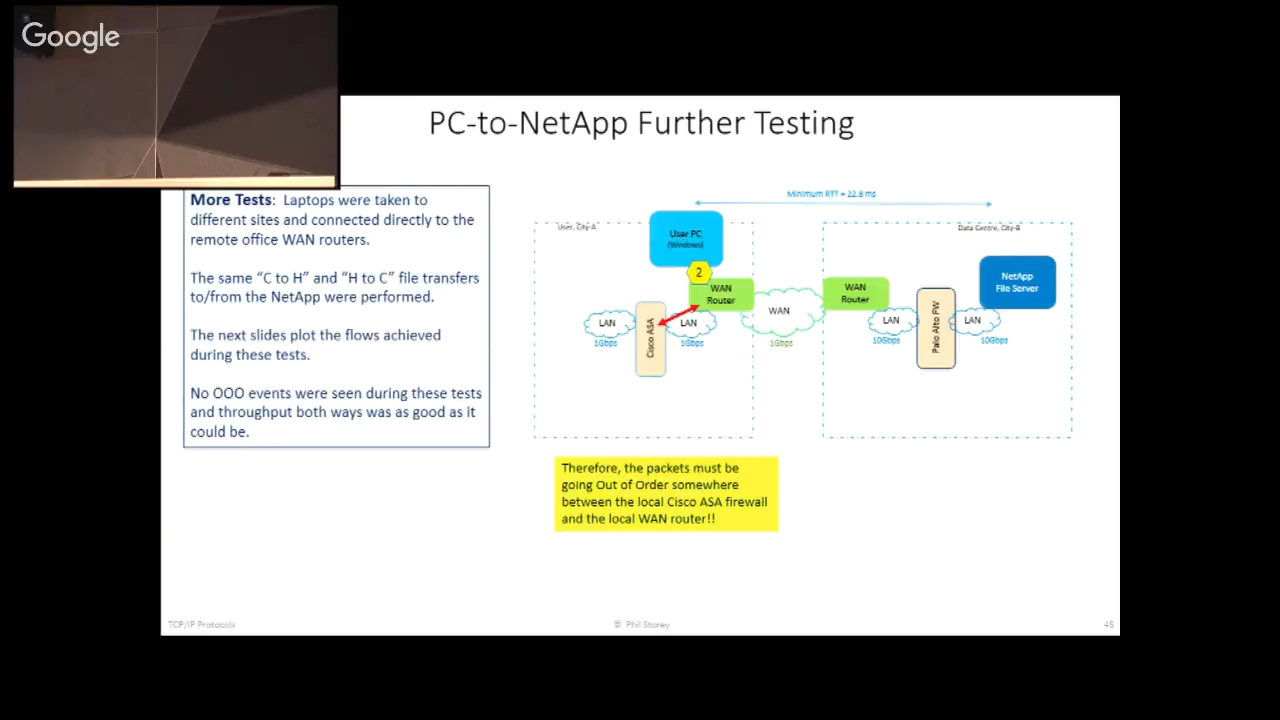 Google
PC-to-NetApp Further Testing
More Tests: Laptops were taken to
different sites and connected directly to the
remote office WAN routers.
The same “C to H” and “H to C” file transfers
to/from the NetApp were performed.
The next slides plot the flows achieved
during these tests.
No OOO events were seen during these tests
and throughput both ways was as good as it
could be.
Minimum RTT = 22.8 ms
User, City-A
User PC
(Windows)
2
WAN
Router
LAN
1Gbps
Cisco ASA
LAN
1Gbps
WAN
1Gbps
Data Centre, City-B
WAN
Router
LAN
10Gbps
Palo Alto FW
LAN
10Gbps
NetApp
File Server
Therefore, the packets must be
going Out of Order somewhere
between the local Cisco ASA firewall
and the local WAN router!!
TCP/IP Protocols
© Phil Storey
45